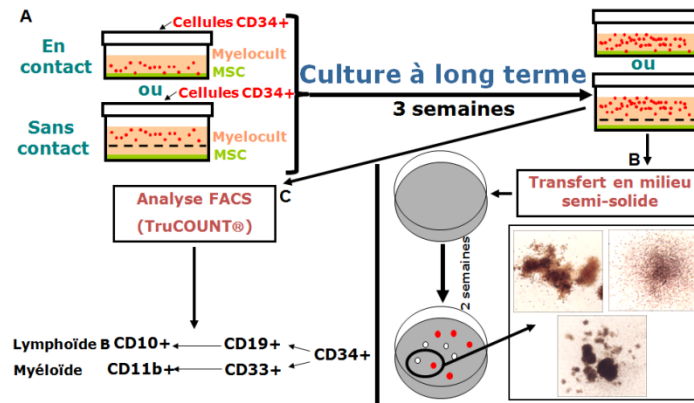 A
Cellules CD34+
En
contact
Myelocult
MSC
ou
Cellules CD34+
Sans
contact
Myelocult
MSC
Culture à long terme
3 semaines
ou
B
Transfert en milieu
semi-solide
C
Analyse FACS
(TruCOUNT®)
2 semaines
Lymphoïde B CD10+ CD19+
CD34+
Myéloïde CD11b+ CD33+